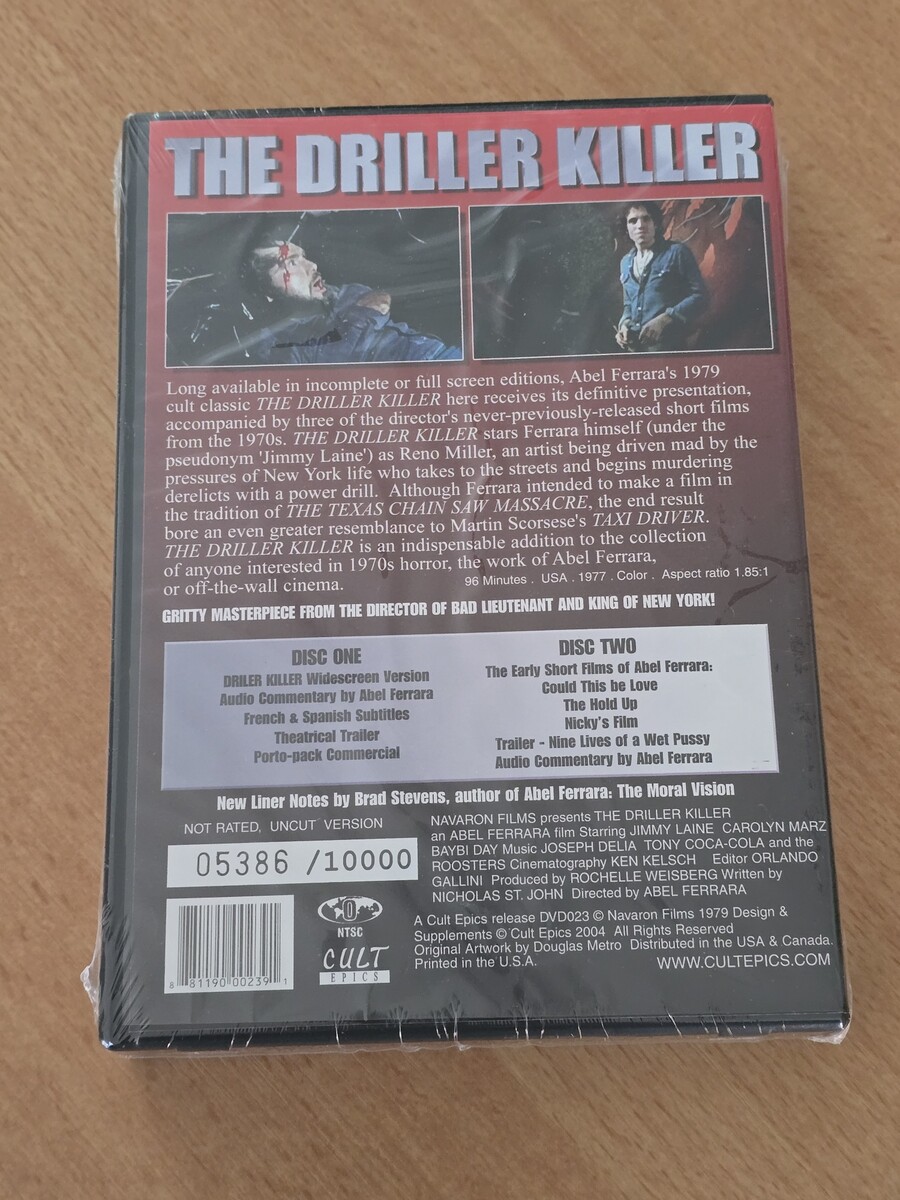 THE DRILLER KILLER
Long available in incomplete or full screen editions, Abel Ferrara's 1979
cult classic THE DRILLER KILLER here receives its definitive presentation,
accompanied by three of the director's never-previously-released short films
from the 1970s. THE DRILLER KILLER stars Ferrara himself (under the
pseudonym 'Jimmy Laine') as Reno Miller, an artist being driven mad by the
pressures of New York life who takes to the streets and begins murdering
derelicts with a power drill. Although Ferrara intended to make a film in
the tradition of THE TEXAS CHAIN SAW MASSACRE, the end result
bore an even greater resemblance to Martin Scorsese's TAXI DRIVER.
THE DRILLER KILLER is an indispensable addition to the collection
of anyone interested in 1970s horror, the work of Abel Ferrara,
or off-the-wall cinema.
96 Minutes . USA . 1977 . Color . Aspect ratio 1.85:1
GRITTY MASTERPIECE FROM THE DIRECTOR OF BAD LIEUTENANT AND KING OF NEW YORK!
DISC ONE
DRILER KILLER Widescreen Version
Audio Commentary by Abel Ferrara
French & Spanish Subtitles
Theatrical Trailer
Porto-pack Commercial
DISC TWO
The Early Short Films of Abel Ferrara:
Could This be Love
The Hold Up
Nicky's Film
Trailer - Nine Lives of a Wet Pussy
Audio Commentary by Abel Ferrara
New Liner Notes by Brad Stevens, author of Abel Ferrara: The Moral Vision
NOT RATED, UNCUT VERSION
05386 /10000
NAVARON FILMS presents THE DRILLER KILLER
an ABEL FERRARA film Starring JIMMY LAINE CAROLYN MARZ
BAYBI DAY Music JOSEPH DELIA TONY COCA-COLA and the
ROOSTERS Cinematography KEN KELSCH Editor ORLANDO
GALLINI Produced by ROCHELLE WEISBERG Written by
NICHOLAS ST. JOHN Directed by ABEL FERRARA
8 81190 00239 1
0
NTSC
CULT
EPICS
A Cult Epics release DVD023 © Navaron Films 1979 Design &
Supplements © Cult Epics 2004 All Rights Reserved
Original Artwork by Douglas Metro Distributed in the USA & Canada.
Printed in the U.S.A.
WWW.CULTEPICS.COM